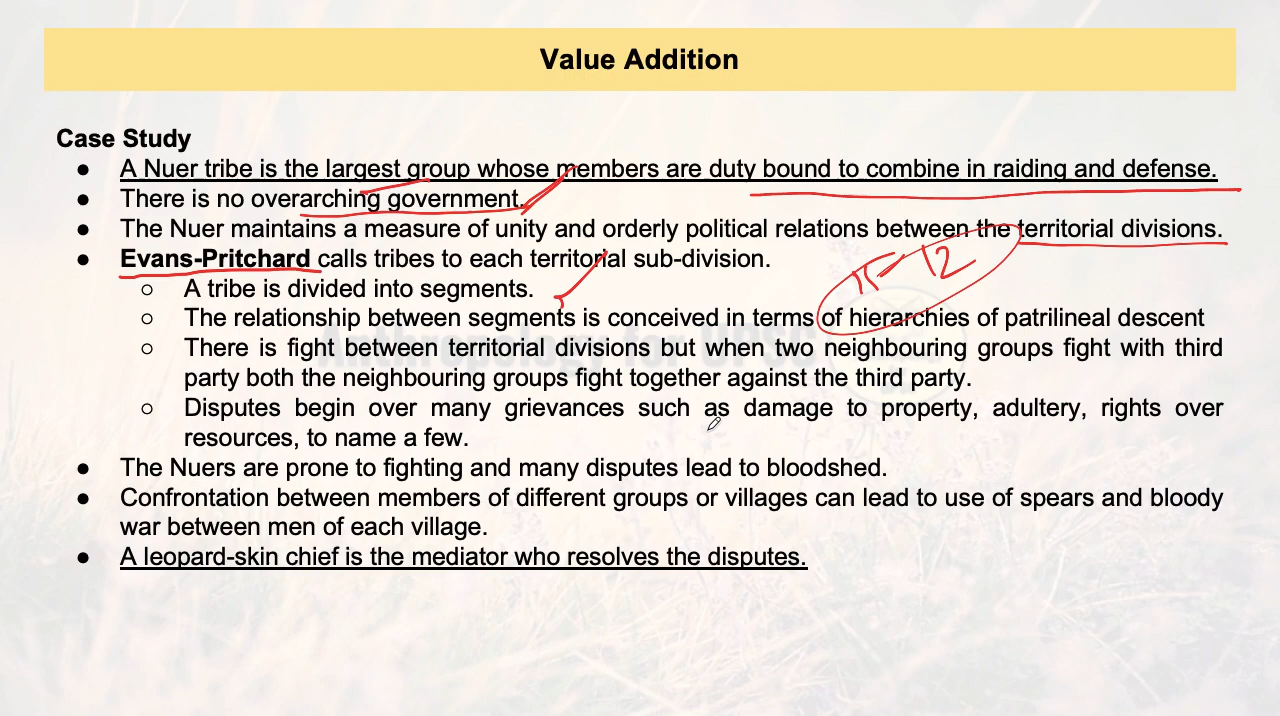 Value Addition
Case Study
● A Nuer tribe is the largest group whose members are duty bound to combine in raiding and defense.
● There is no overarching government.
● The Nuer maintains a measure of unity and orderly political relations between the territorial divisions.
● Evans-Pritchard calls tribes to each territorial sub-division.
○ A tribe is divided into segments.
○ The relationship between segments is conceived in terms of hierarchies of patrilineal descent
○ There is fight between territorial divisions but when two neighbouring groups fight with third
party both the neighbouring groups fight together against the third party.
○ Disputes begin over many grievances such as damage to property, adultery, rights over
resources, to name a few.
● The Nuers are prone to fighting and many disputes lead to bloodshed.
● Confrontation between members of different groups or villages can lead to use of spears and bloody
war between men of each village.
● A leopard-skin chief is the mediator who resolves the disputes.
Anthropology for UPSC